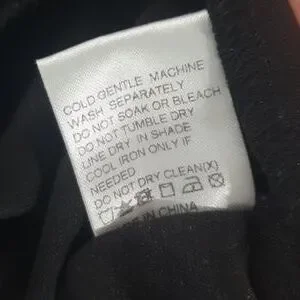 COLD GENTLE MACHINE
WASH SEPARATELY
DO NOT SOAK OR BLEACH
DO NOT TUMBLE DRY
LINE DRY IN SHADE
COOL IRON ONLY IF
NEEDED
DO NOT DRY CLEAN(X)
IN CHINA